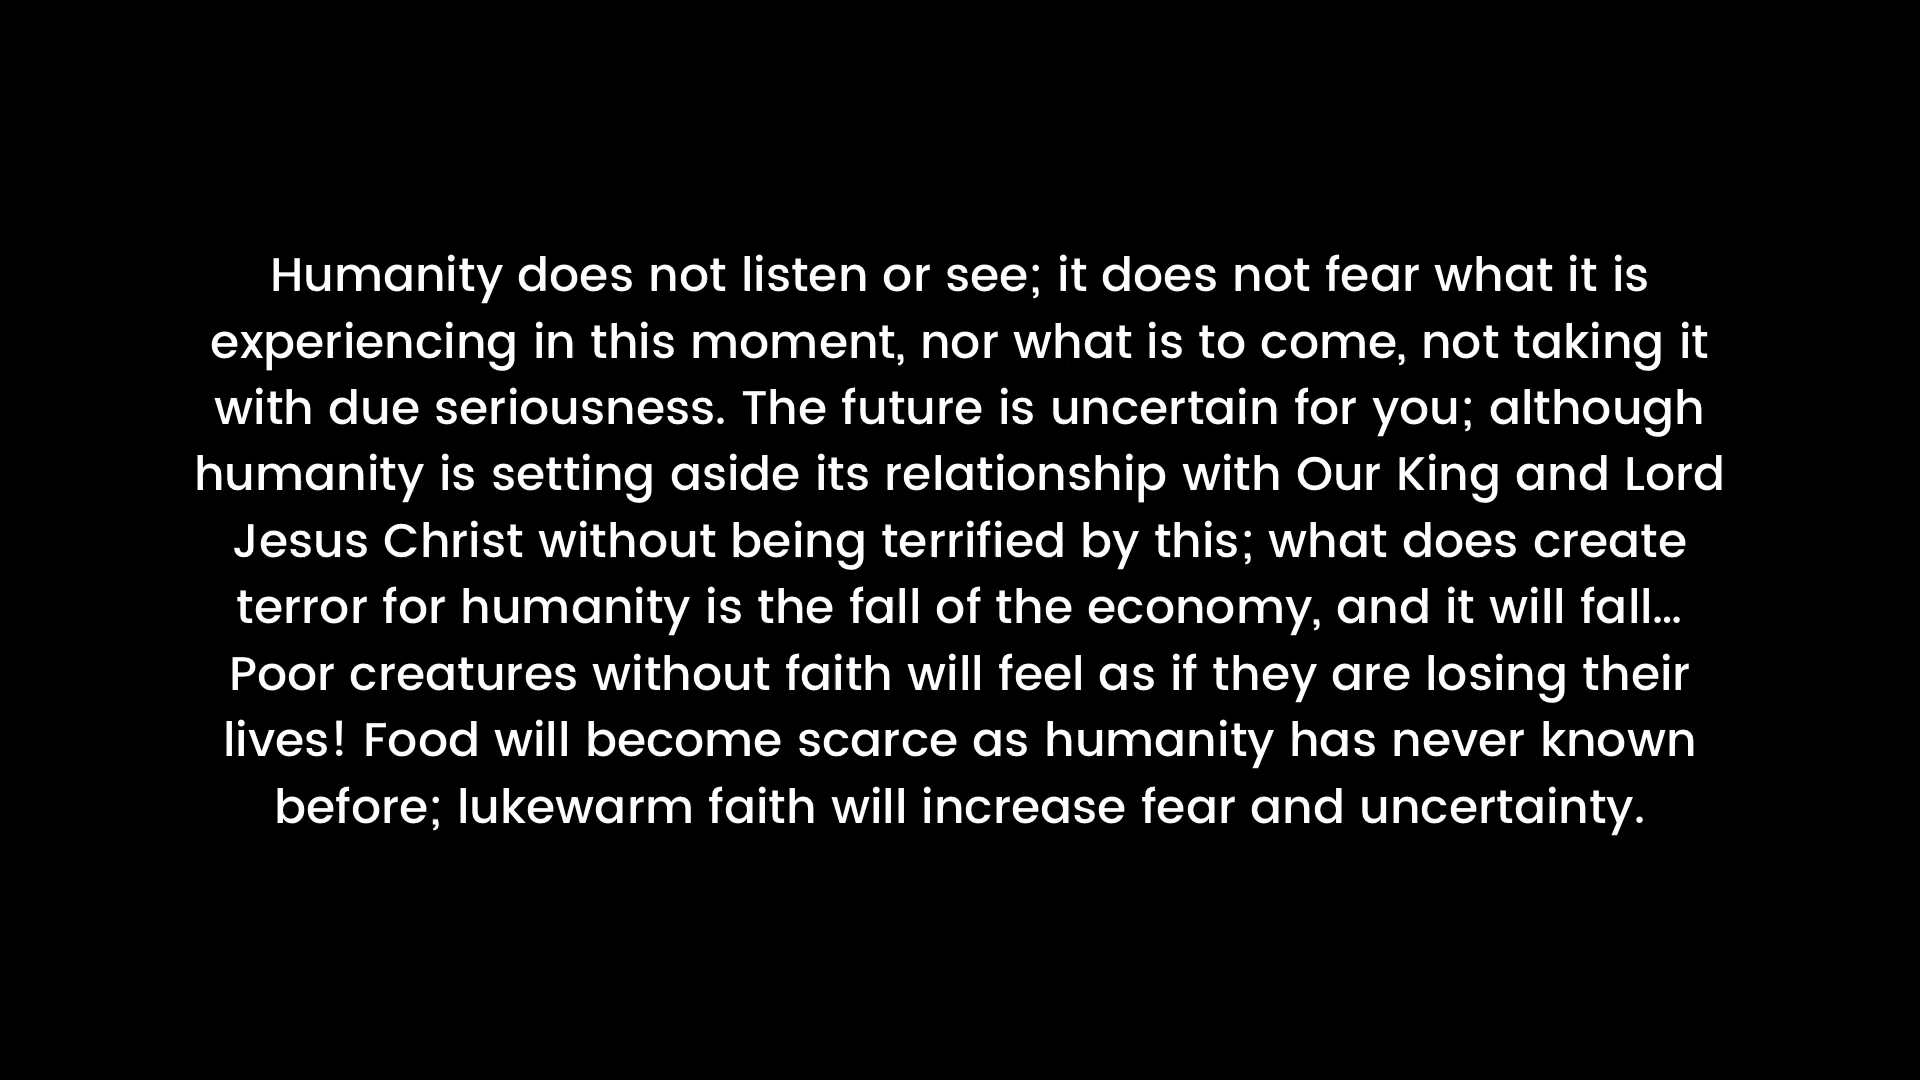 Humanity does not listen or see; it does not fear what it is
experiencing in this moment, nor what is to come, not taking it
with due seriousness. The future is uncertain for you; although
humanity is setting aside its relationship with Our King and Lord
Jesus Christ without being terrified by this; what does create
terror for humanity is the fall of the economy, and it will fall...
Poor creatures without faith will feel as if they are losing their
lives! Food will become scarce as humanity has never known
before; lukewarm faith will increase fear and uncertainty.